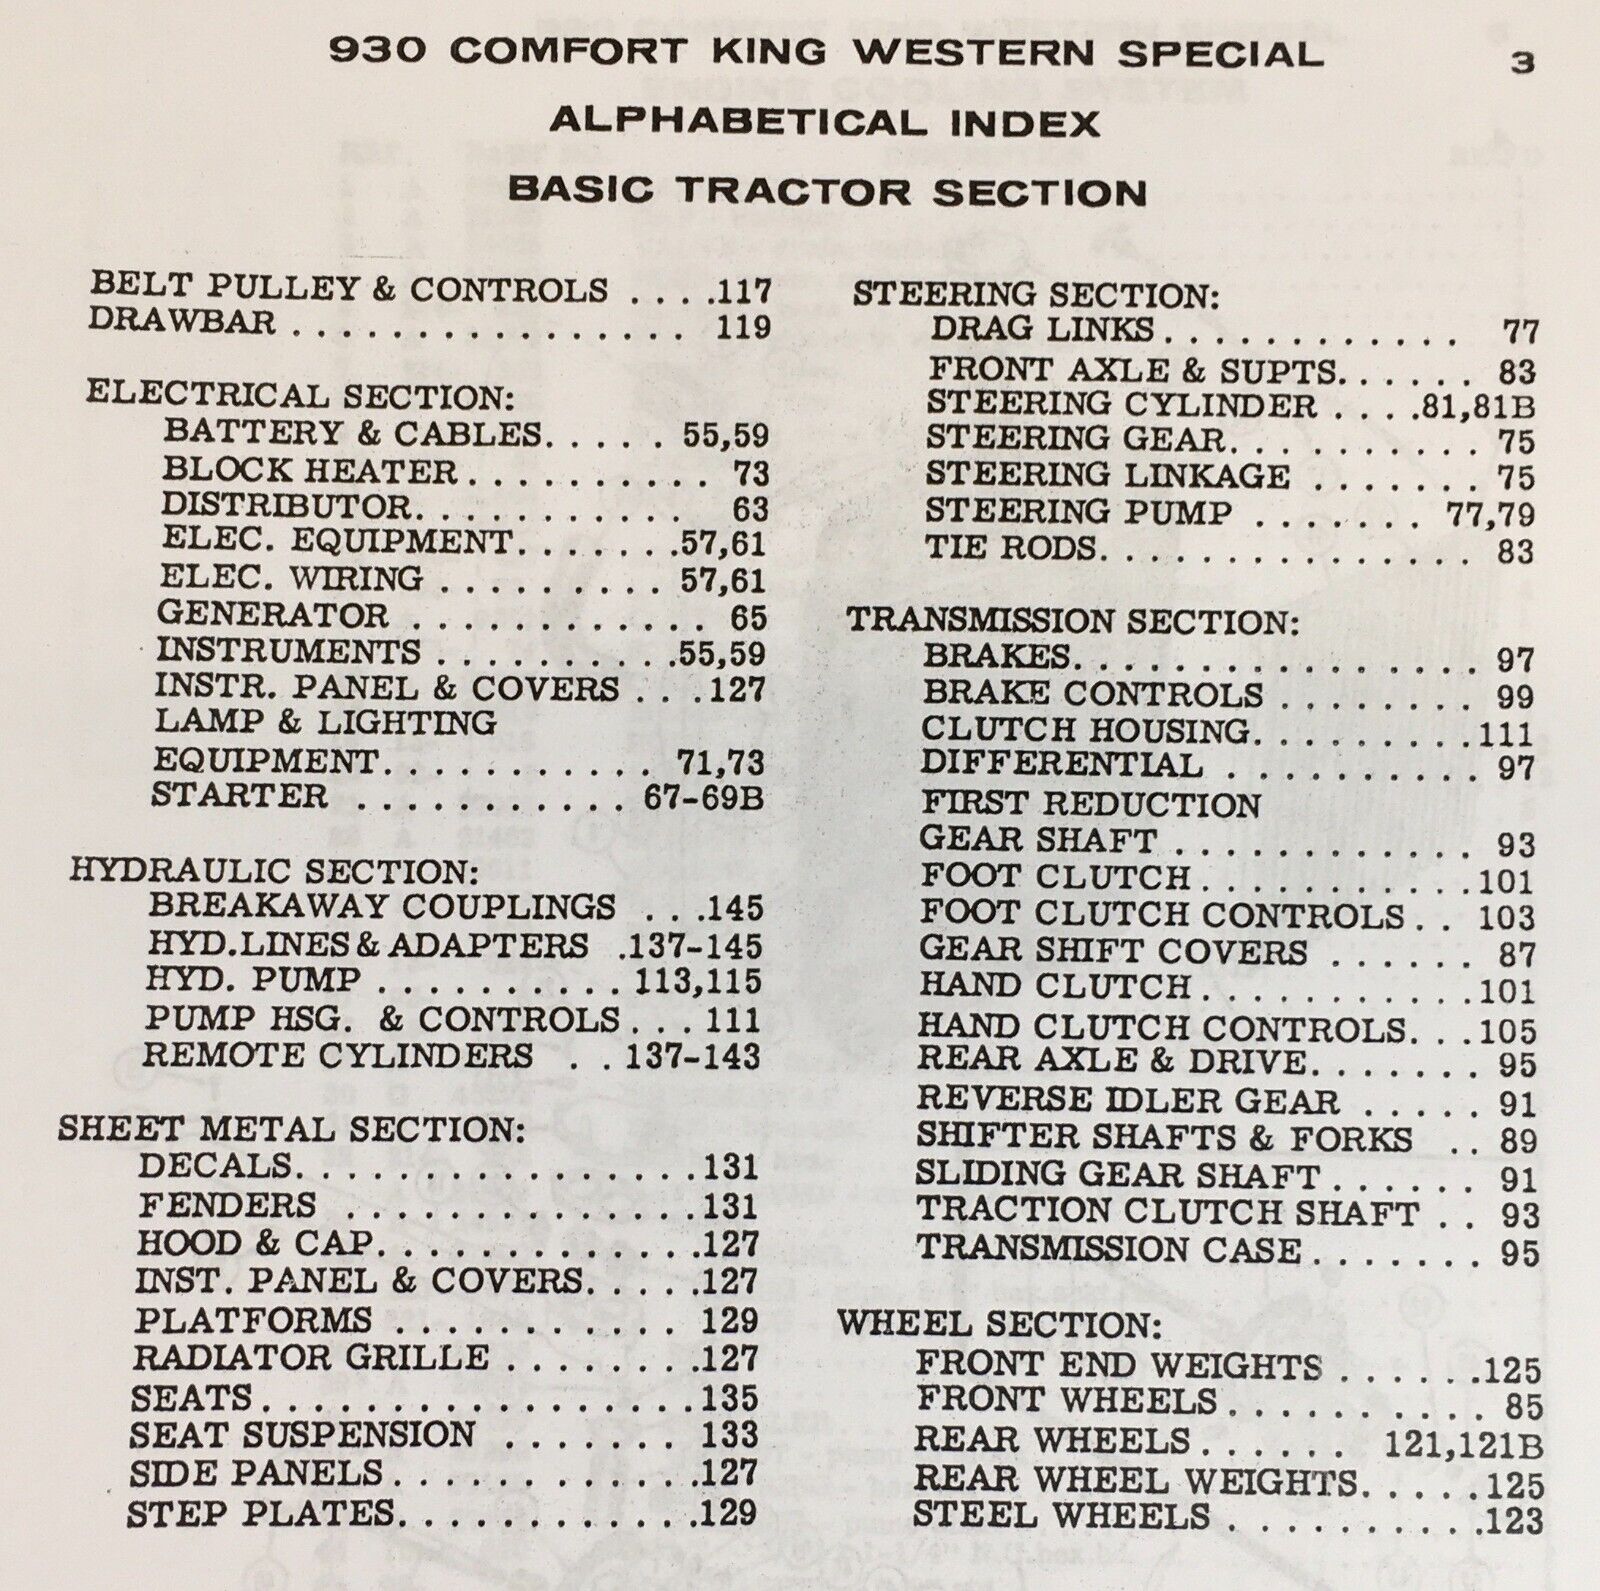 930 COMFORT KING WESTERN SPECIAL 3
ALPHABETICAL INDEX
BASIC TRACTOR SECTION
BELT PULLEY & CONTROLS . . . .117
DRAWBAR . . . . . . . . . . . . . . . . 119
ELECTRICAL SECTION:
BATTERY & CABLES. . . . . 55,59
BLOCK HEATER . . . . . . . . . . 73
DISTRIBUTOR. . . . . . . . . . . 63
ELEC. EQUIPMENT. . . . . . .57,61
ELEC. WIRING . . . . . . . . . 57,61
GENERATOR . . . . . . . . . . . . 65
INSTRUMENTS . . . . . . . . . .55,59
INSTR. PANEL & COVERS . . .127
LAMP & LIGHTING
EQUIPMENT. . . . . . . . . . . 71,73
STARTER . . . . . . . . . . . 67-69B
HYDRAULIC SECTION:
BREAKAWAY COUPLINGS . . .145
HYD.LINES & ADAPTERS .137-145
HYD. PUMP . . . . . . . . . . 113,115
PUMP HSG. & CONTROLS . . . 111
REMOTE CYLINDERS . . 137-143
SHEET METAL SECTION:
DECALS. . . . . . . . . . . . . . . .131
FENDERS . . . . . . . . . . . . . .131
HOOD & CAP. . . . . . . . . . . . .127
INST. PANEL & COVERS. . . . .127
PLATFORMS . . . . . . . . . . . 129
RADIATOR GRILLE . . . . . . . .127
SEATS . . . . . . . . . . . . . . . . .135
SEAT SUSPENSION . . . . . . . 133
SIDE PANELS . . . . . . . . . . . .127
STEP PLATES. . . . . . . . . . . .129
STEERING SECTION:
DRAG LINKS . . . . . . . . . . . . 77
FRONT AXLE & SUPTS. . . . . . 83
STEERING CYLINDER . . . .81,81B
STEERING GEAR. . . . . . . . . . 75
STEERING LINKAGE . . . . . . . 75
STEERING PUMP . . . . . . . 77,79
TIE RODS. . . . . . . . . . . . . . . 83
TRANSMISSION SECTION:
BRAKES. . . . . . . . . . . . . . . . 97
BRAKE CONTROLS . . . . . . . . 99
CLUTCH HOUSING. . . . . . . . .111
DIFFERENTIAL . . . . . . . . . . 97
FIRST REDUCTION
GEAR SHAFT . . . . . . . . . . . . 93
FOOT CLUTCH . . . . . . . . . . .101
FOOT CLUTCH CONTROLS . . 103
GEAR SHIFT COVERS . . . . . . 87
HAND CLUTCH . . . . . . . . . . .101
HAND CLUTCH CONTROLS. . .105
REAR AXLE & DRIVE. . . . . . . 95
REVERSE IDLER GEAR . . . . . 91
SHIFTER SHAFTS & FORKS . . 89
SLIDING GEAR SHAFT . . . . . . 91
TRACTION CLUTCH SHAFT . . 93
TRANSMISSION CASE . . . . . . . 95
WHEEL SECTION:
FRONT END WEIGHTS . . . . . .125
FRONT WHEELS . . . . . . . . . . 85
REAR WHEELS . . . . . . 121,121B
REAR WHEEL WEIGHTS. . . . .125
STEEL WHEELS . . . . . . . . . .123